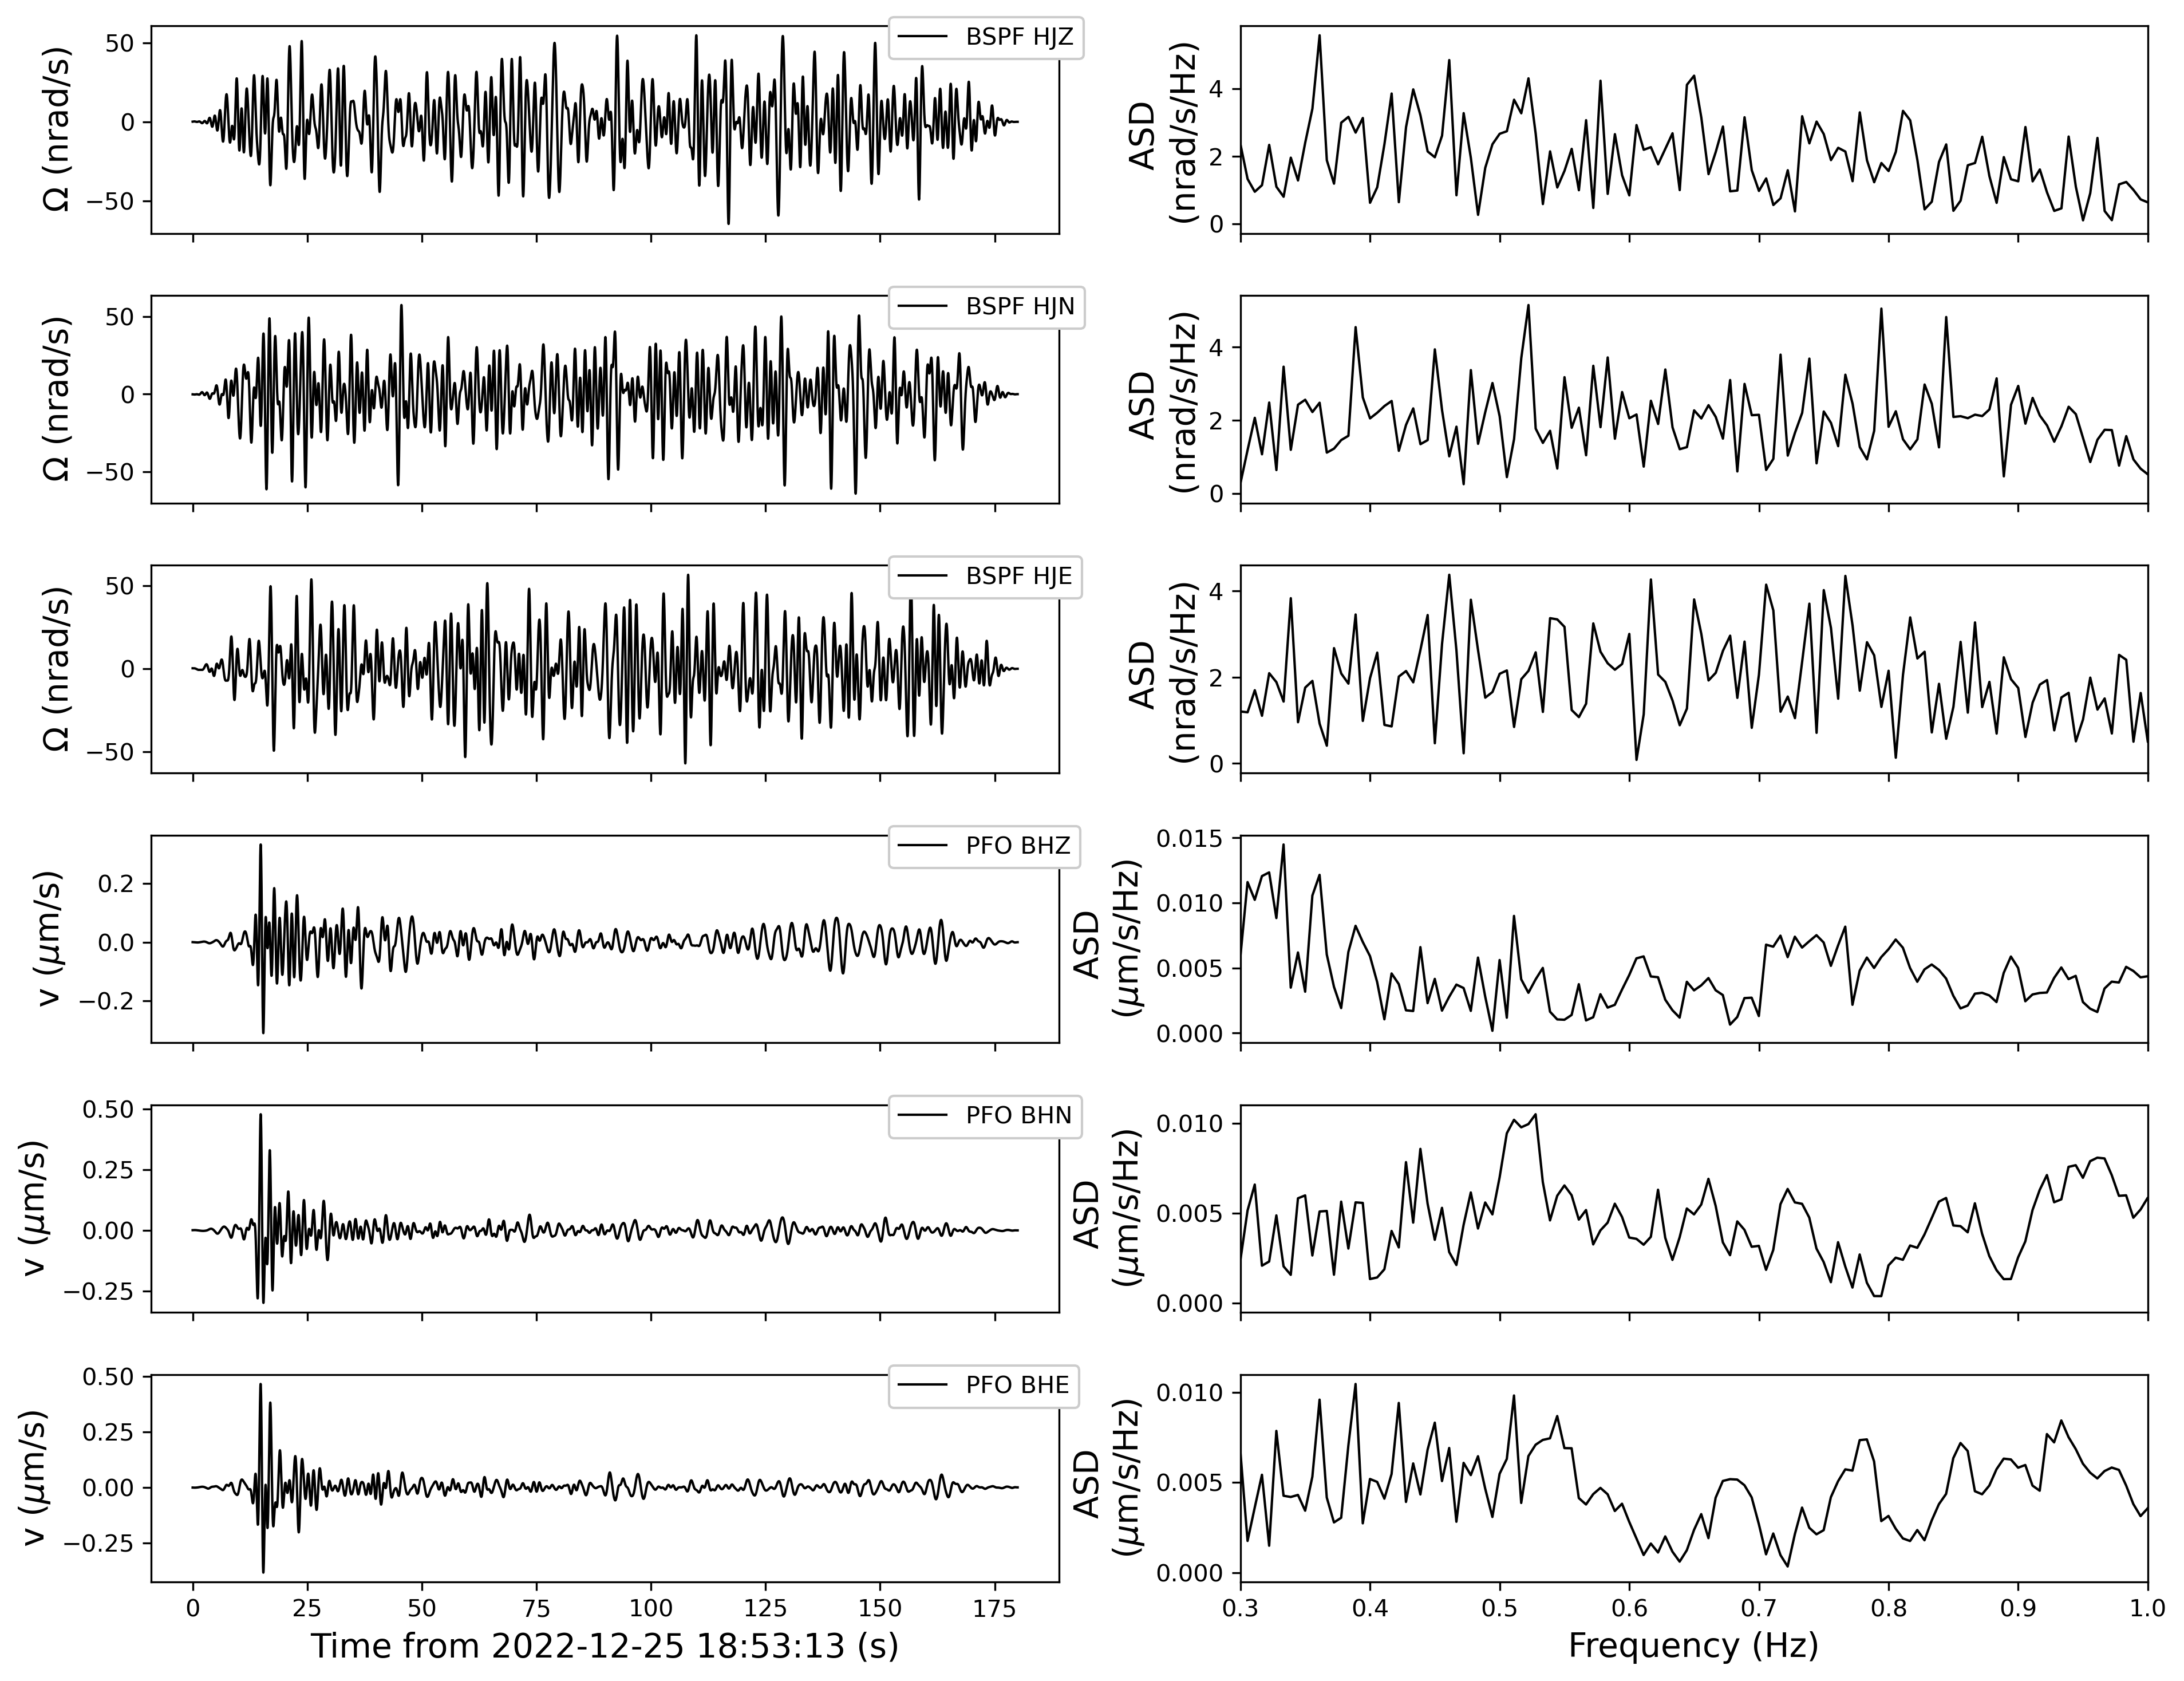 BSPF HJZ
Ω (nrad/s)
50
0
−50
ASD
(nrad/s/Hz)
4
2
0
BSPF HJN
Ω (nrad/s)
50
0
−50
ASD
(nrad/s/Hz)
4
2
0
BSPF HJE
Ω (nrad/s)
50
0
−50
ASD
(nrad/s/Hz)
4
2
0
PFO BHZ
v (μm/s)
0.2
0.0
−0.2
ASD
(μm/s/Hz)
0.015
0.010
0.005
0.000
PFO BHN
v (μm/s)
0.50
0.25
0.00
−0.25
ASD
(μm/s/Hz)
0.010
0.005
0.000
PFO BHE
v (μm/s)
0.50
0.25
0.00
−0.25
0 25 50 75 100 125 150 175
Time from 2022-12-25 18:53:13 (s)
ASD
(μm/s/Hz)
0.010
0.005
0.000
0.3 0.4 0.5 0.6 0.7 0.8 0.9 1.0
Frequency (Hz)